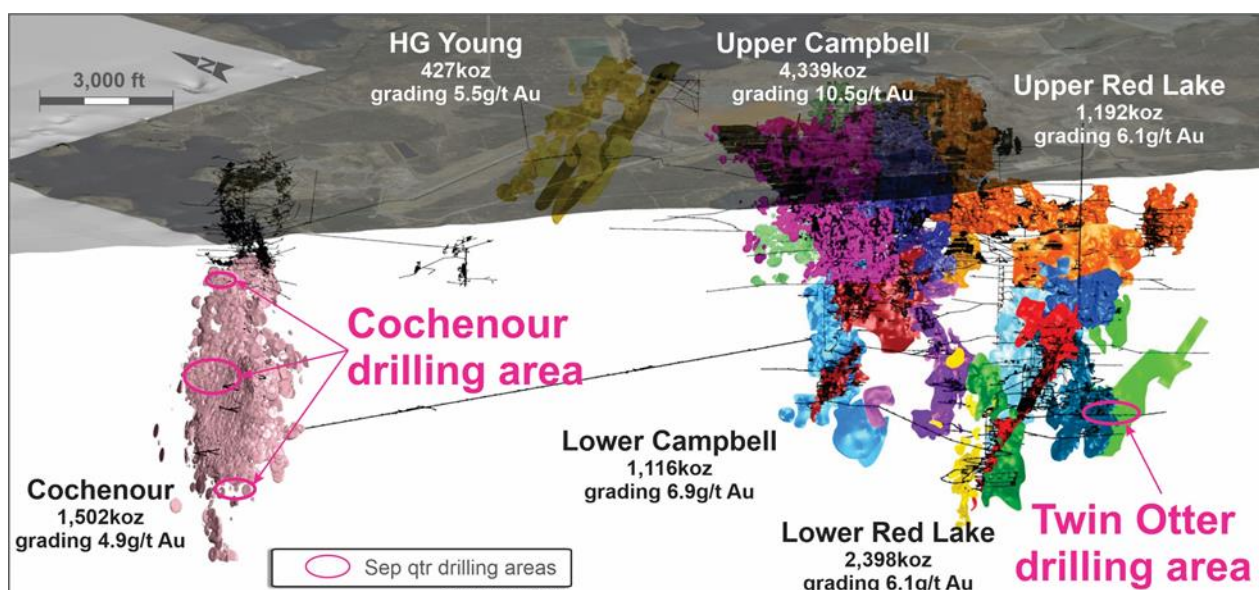 HG Young
427koz
grading 5.5g/t Au
Upper Campbell
4,339koz
grading 10.5g/t Au
Upper Red Lake
1,192koz
grading 6.1g/t Au
N
3,000 ft
Cochenour
drilling area
Cochenour
1,502koz
grading 4.9g/t Au
Lower Campbell
1,116koz
grading 6.9g/t Au
Lower Red Lake
2,398koz
grading 6.1g/t Au
Twin Otter
drilling area
Sep qtr drilling areas